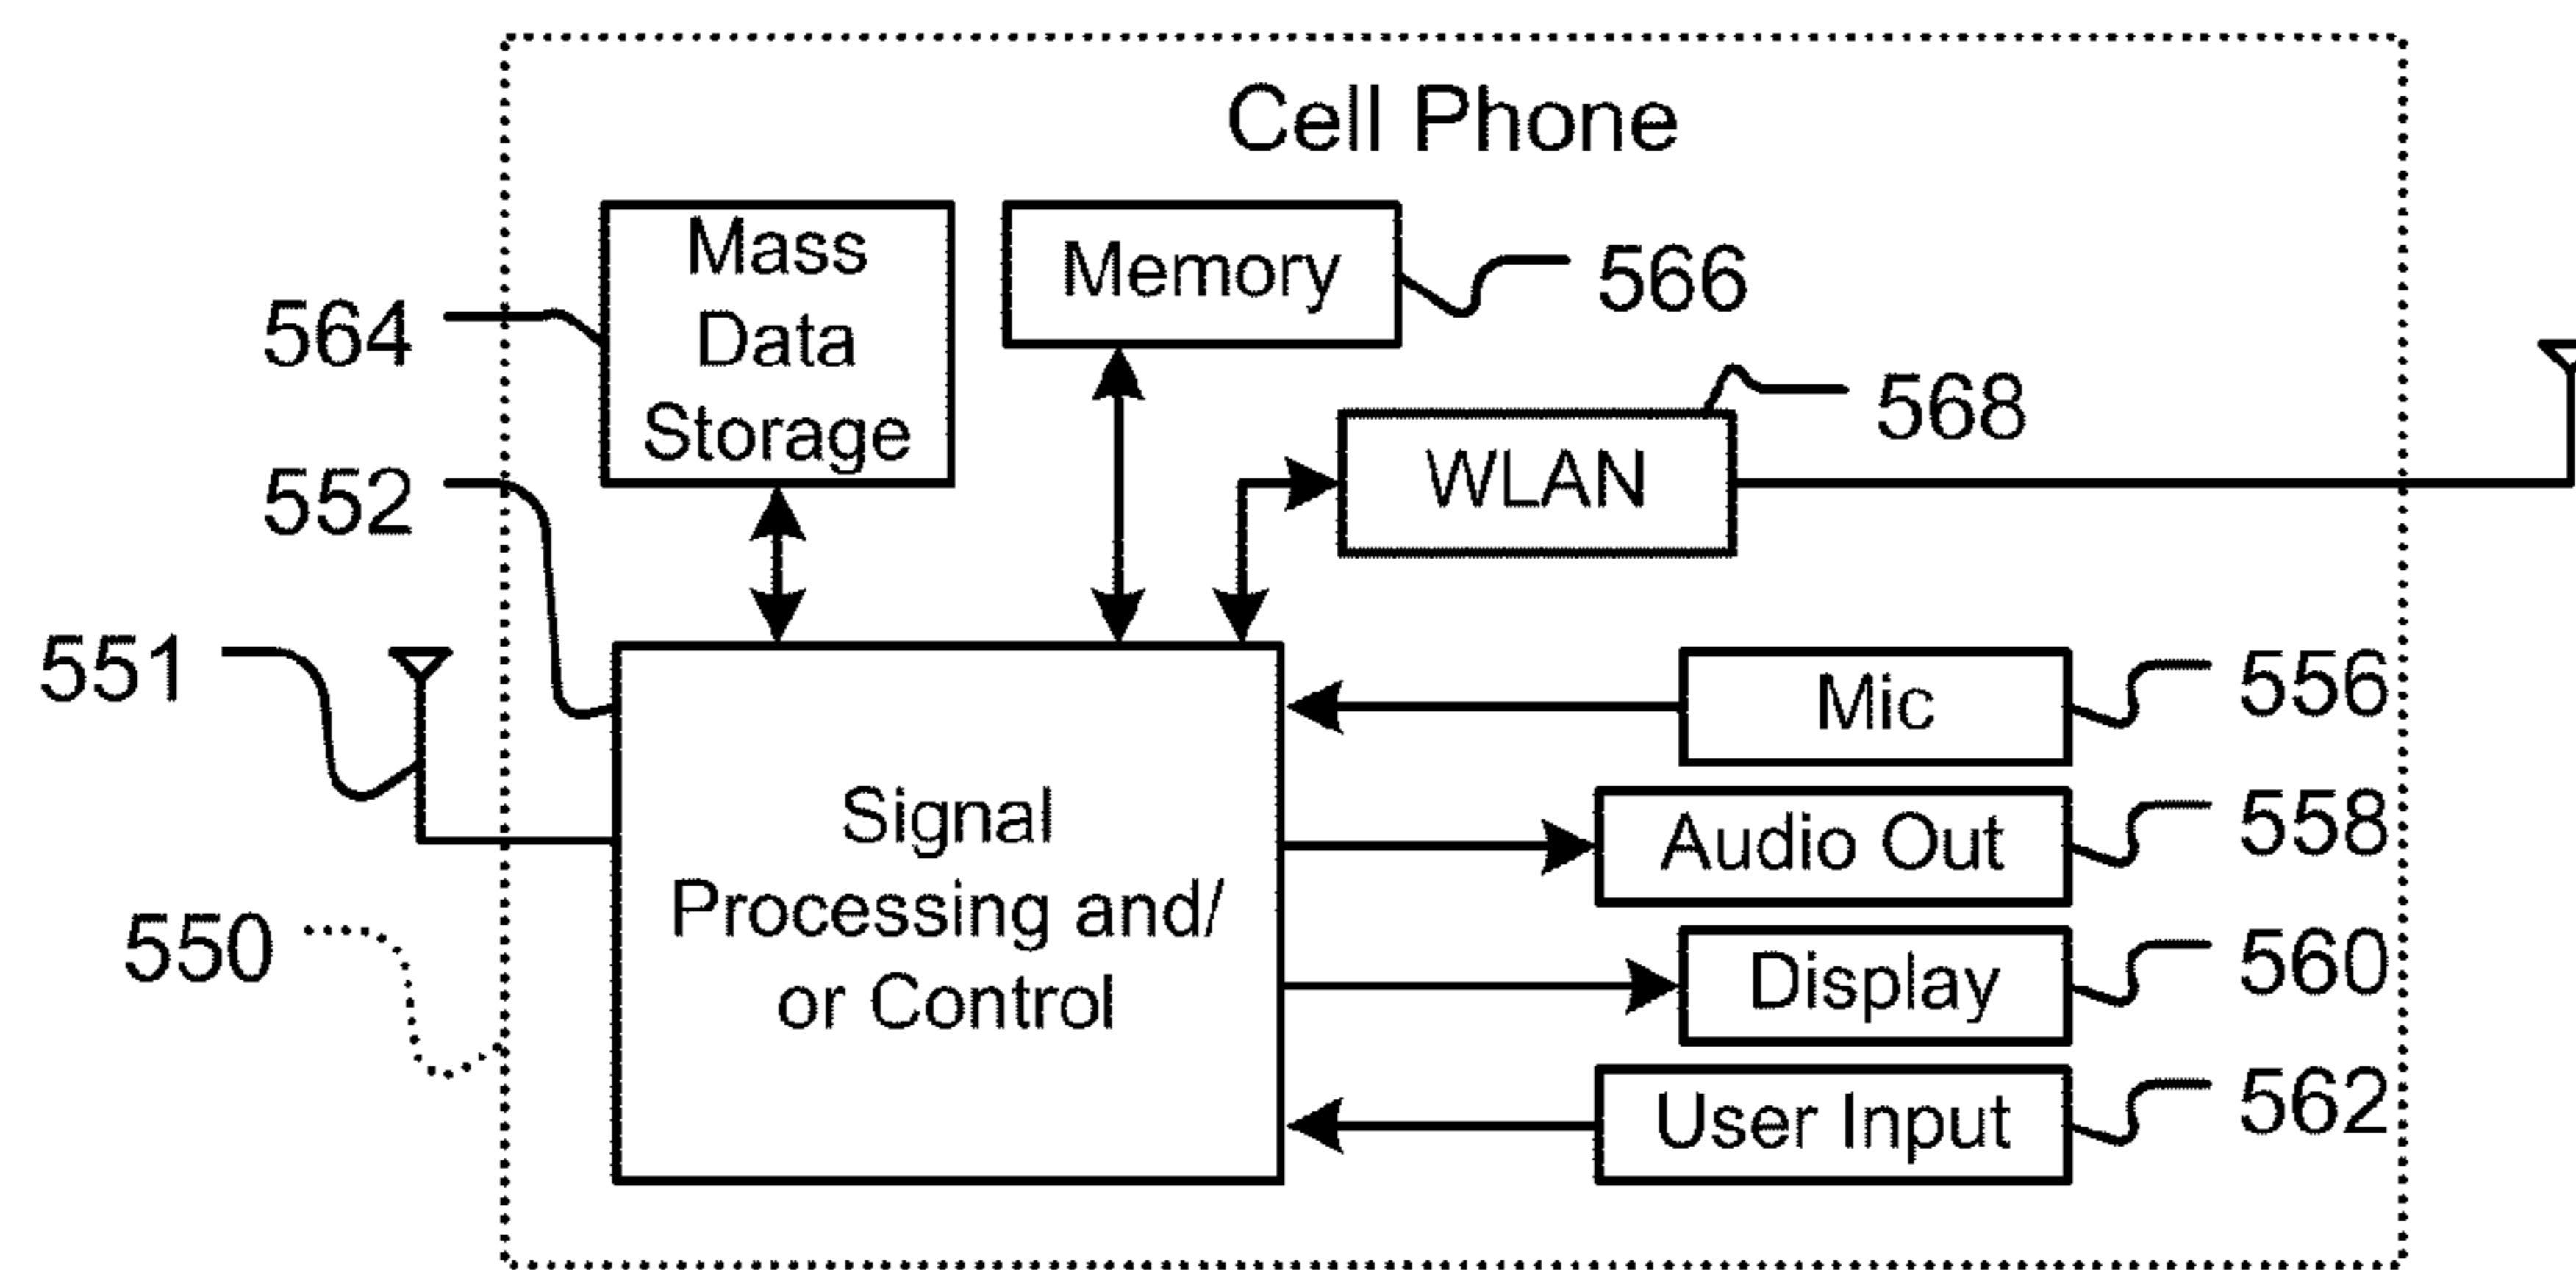 Cell Phone
Mass
Data
Storage
Memory
566
564
WLAN
568
552
551
Mic
556
Signal
Processing and/
or Control
Audio Out
558
550
Display
560
User Input
562